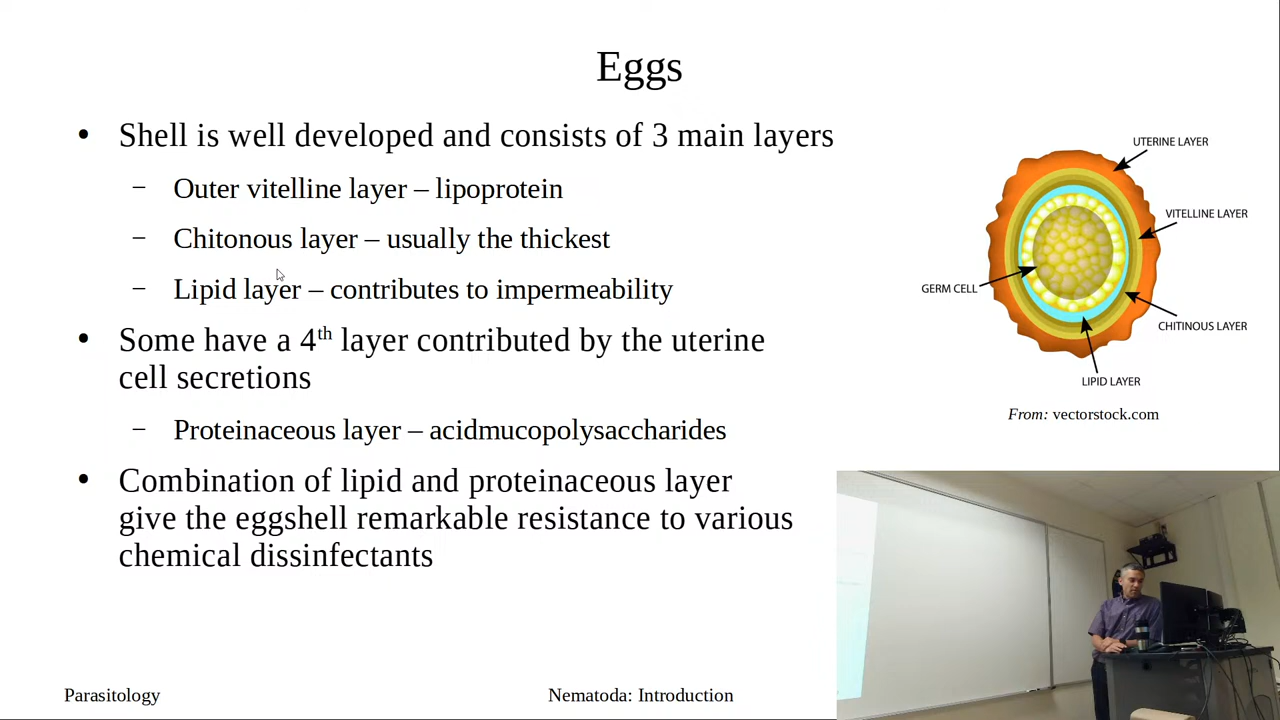 Eggs
• Shell is well developed and consists of 3 main layers
– Outer vitelline layer – lipoprotein
– Chitonous layer – usually the thickest
– Lipid layer – contributes to impermeability
• Some have a 4th layer contributed by the uterine
cell secretions
– Proteinaceous layer – acidmucopolysaccharides
• Combination of lipid and proteinaceous layer
give the eggshell remarkable resistance to various
chemical dissinfectants
UTERINE LAYER
VITELLINE LAYER
GERM CELL
CHITINOUS LAYER
LIPID LAYER
From: vectorstock.com
Parasitology
Nematoda: Introduction